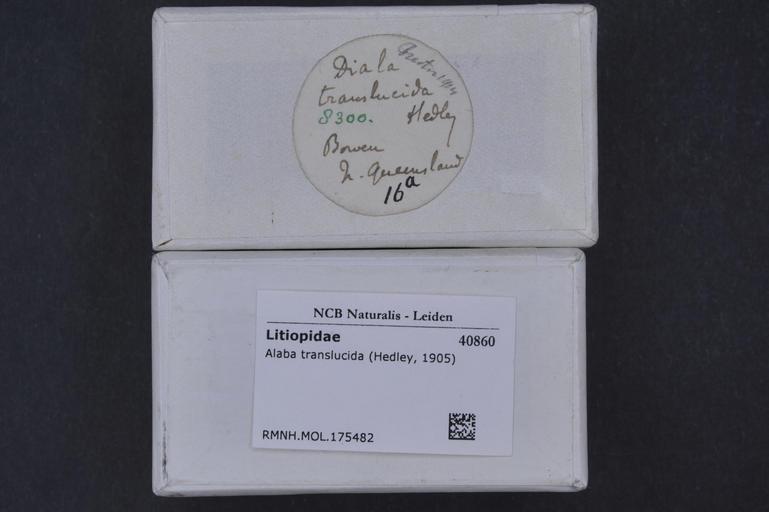 Diala
translucida
8300. Hedley
Bowen
N. Queensland
16a
NCB Naturalis - Leiden
Litiopidae 40860
Alaba translucida (Hedley, 1905)
RMNH.MOL.175482